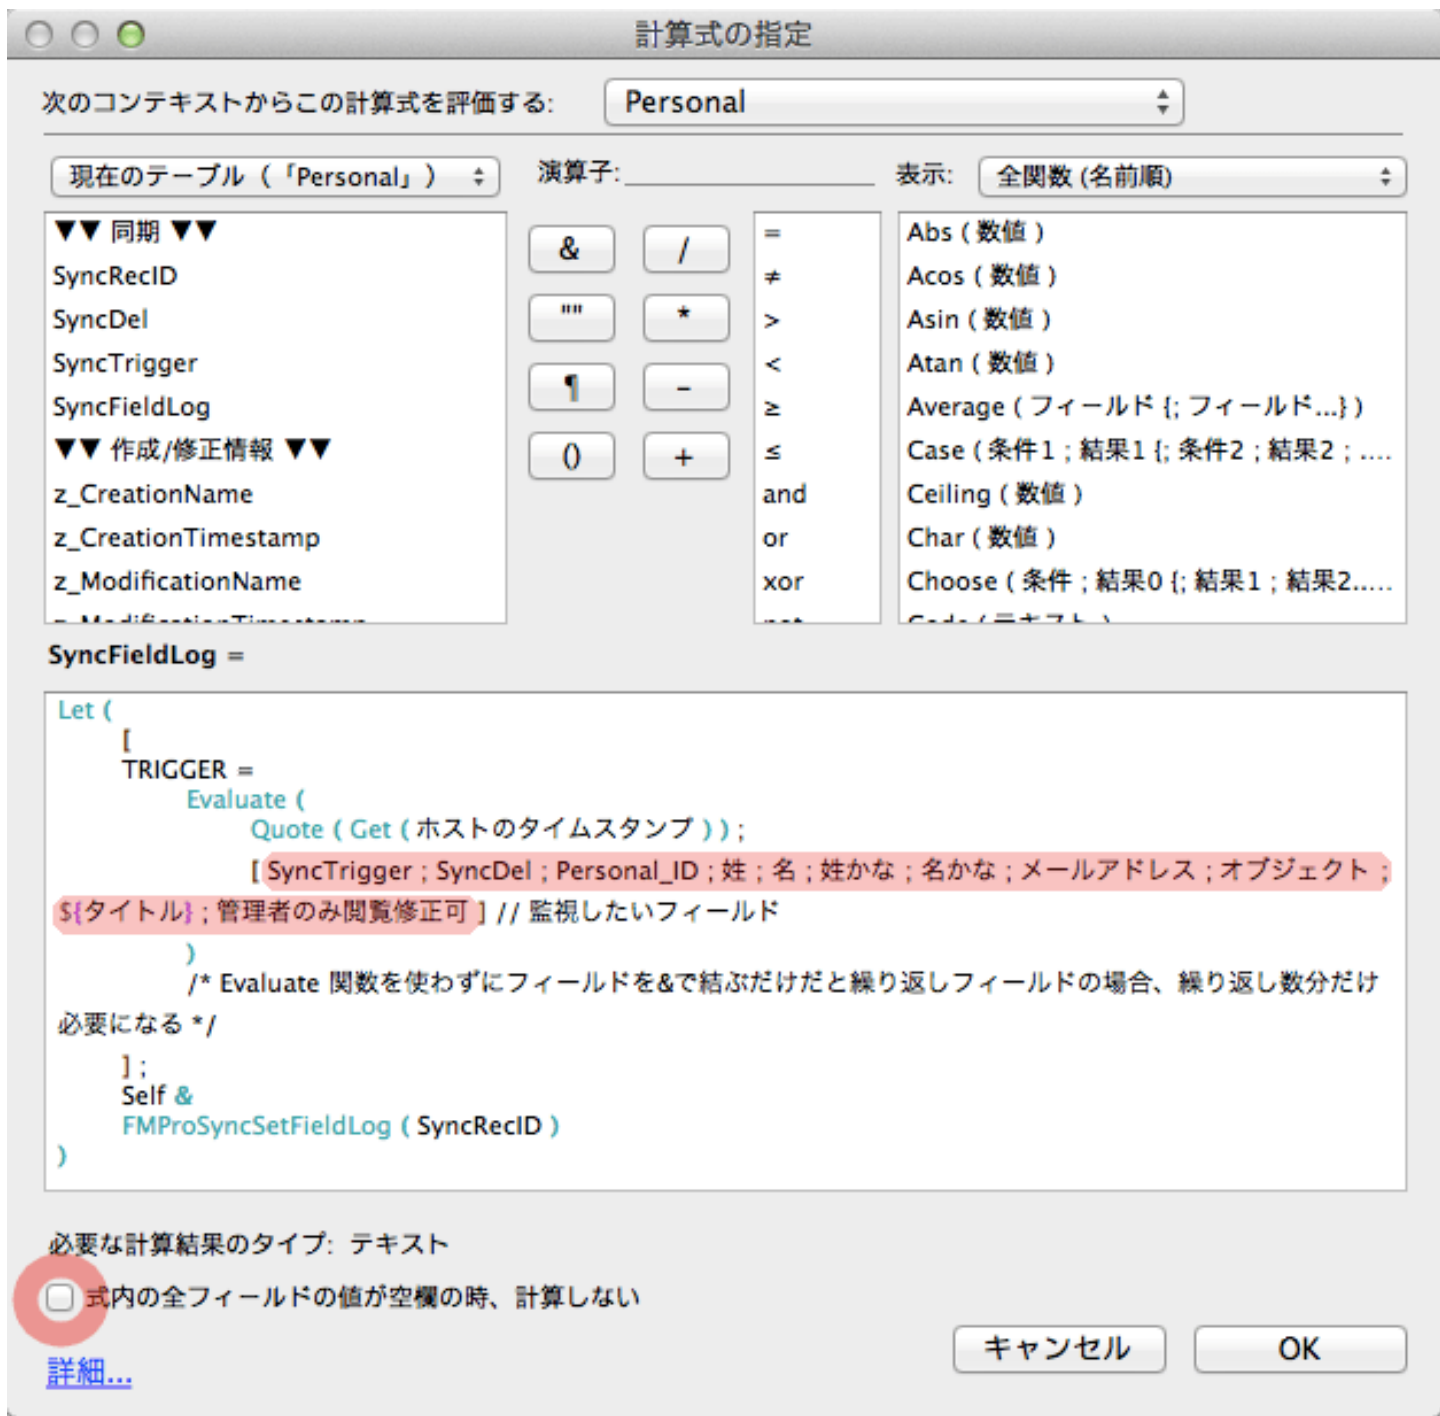 計算式の指定
次のコンテキストからこの計算式を評価する: Personal
現在のテーブル（「Personal」） 演算子: 表示: 全関数 (名前順)
▼▼ 同期 ▼▼
SyncRecID
SyncDel
SyncTrigger
SyncFieldLog
▼▼ 作成/修正情報 ▼▼
z_CreationName
z_CreationTimestamp
z_ModificationName
z_ModificationTimestamp
& /
"" *
¶ -
() +
=
≠
>
<
≥
≤
and
or
xor
not
Abs ( 数値 )
Acos ( 数値 )
Asin ( 数値 )
Atan ( 数値 )
Average ( フィールド {; フィールド...} )
Case ( 条件1 ; 結果1 {; 条件2 ; 結果2 ; ....
Ceiling ( 数値 )
Char ( 数値 )
Choose ( 条件 ; 結果0 {; 結果1 ; 結果2.....
Code ( テキスト )
SyncFieldLog =
Let (
[
TRIGGER =
Evaluate (
Quote ( Get ( ホストのタイムスタンプ ) ) ;
[ SyncTrigger ; SyncDel ; Personal_ID ; 姓 ; 名 ; 姓かな ; 名かな ; メールアドレス ; オブジェクト ;
${タイトル} ; 管理者のみ閲覧修正可 ] // 監視したいフィールド
)
/* Evaluate 関数を使わずにフィールドを&で結ぶだけだと繰り返しフィールドの場合、繰り返し数分だけ
必要になる */
] ;
Self &
FMProSyncSetFieldLog ( SyncRecID )
)
必要な計算結果のタイプ: テキスト
式内の全フィールドの値が空欄の時、計算しない
キャンセル OK
詳細...